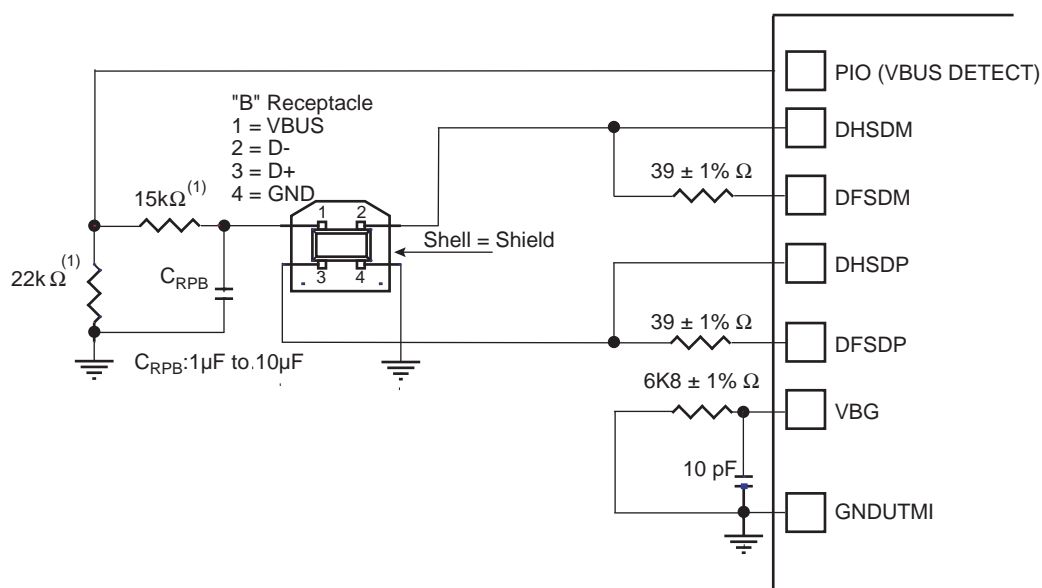 PIO (VBUS DETECT)
"B" Receptacle
1 = VBUS
2 = D-
3 = D+
4 = GND
DHSDM
39 ± 1% Ω
DFSDM
15kΩ(1)
1 2
Shell = Shield
DHSDP
22k Ω(1)
CRPB
3 4
39 ± 1% Ω
DFSDP
CRPB:1µF to 10µF
6K8 ± 1% Ω
VBG
10 pF
GNDUTMI